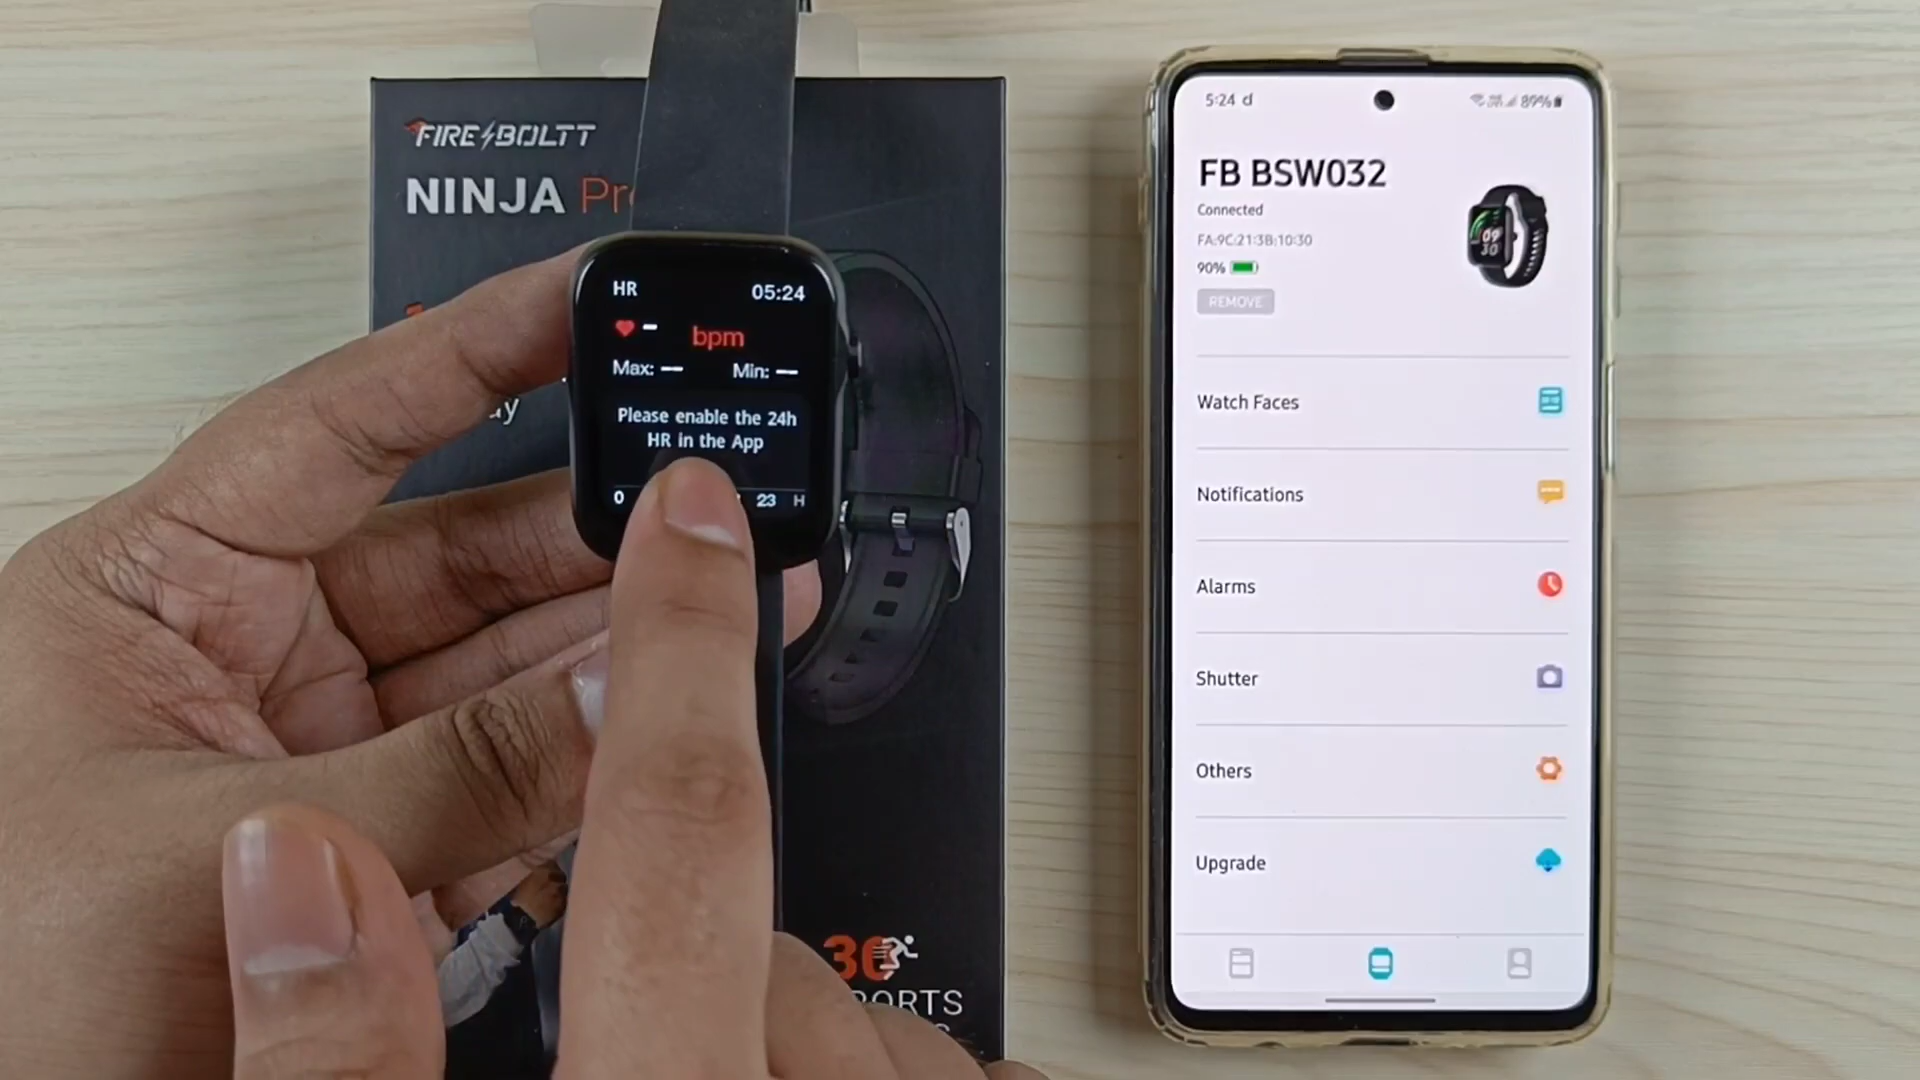 FIRE BOLTT
NINJA
HR
05:24
bpm
Max: --
Min: --
Please enable the 24h
HR in the App
0
23 H
30
5:24
89%
FB BSW032
Connected
FA:9C:21:3B:10:30
90%
REMOVE
Watch Faces
Notifications
Alarms
Shutter
Others
Upgrade